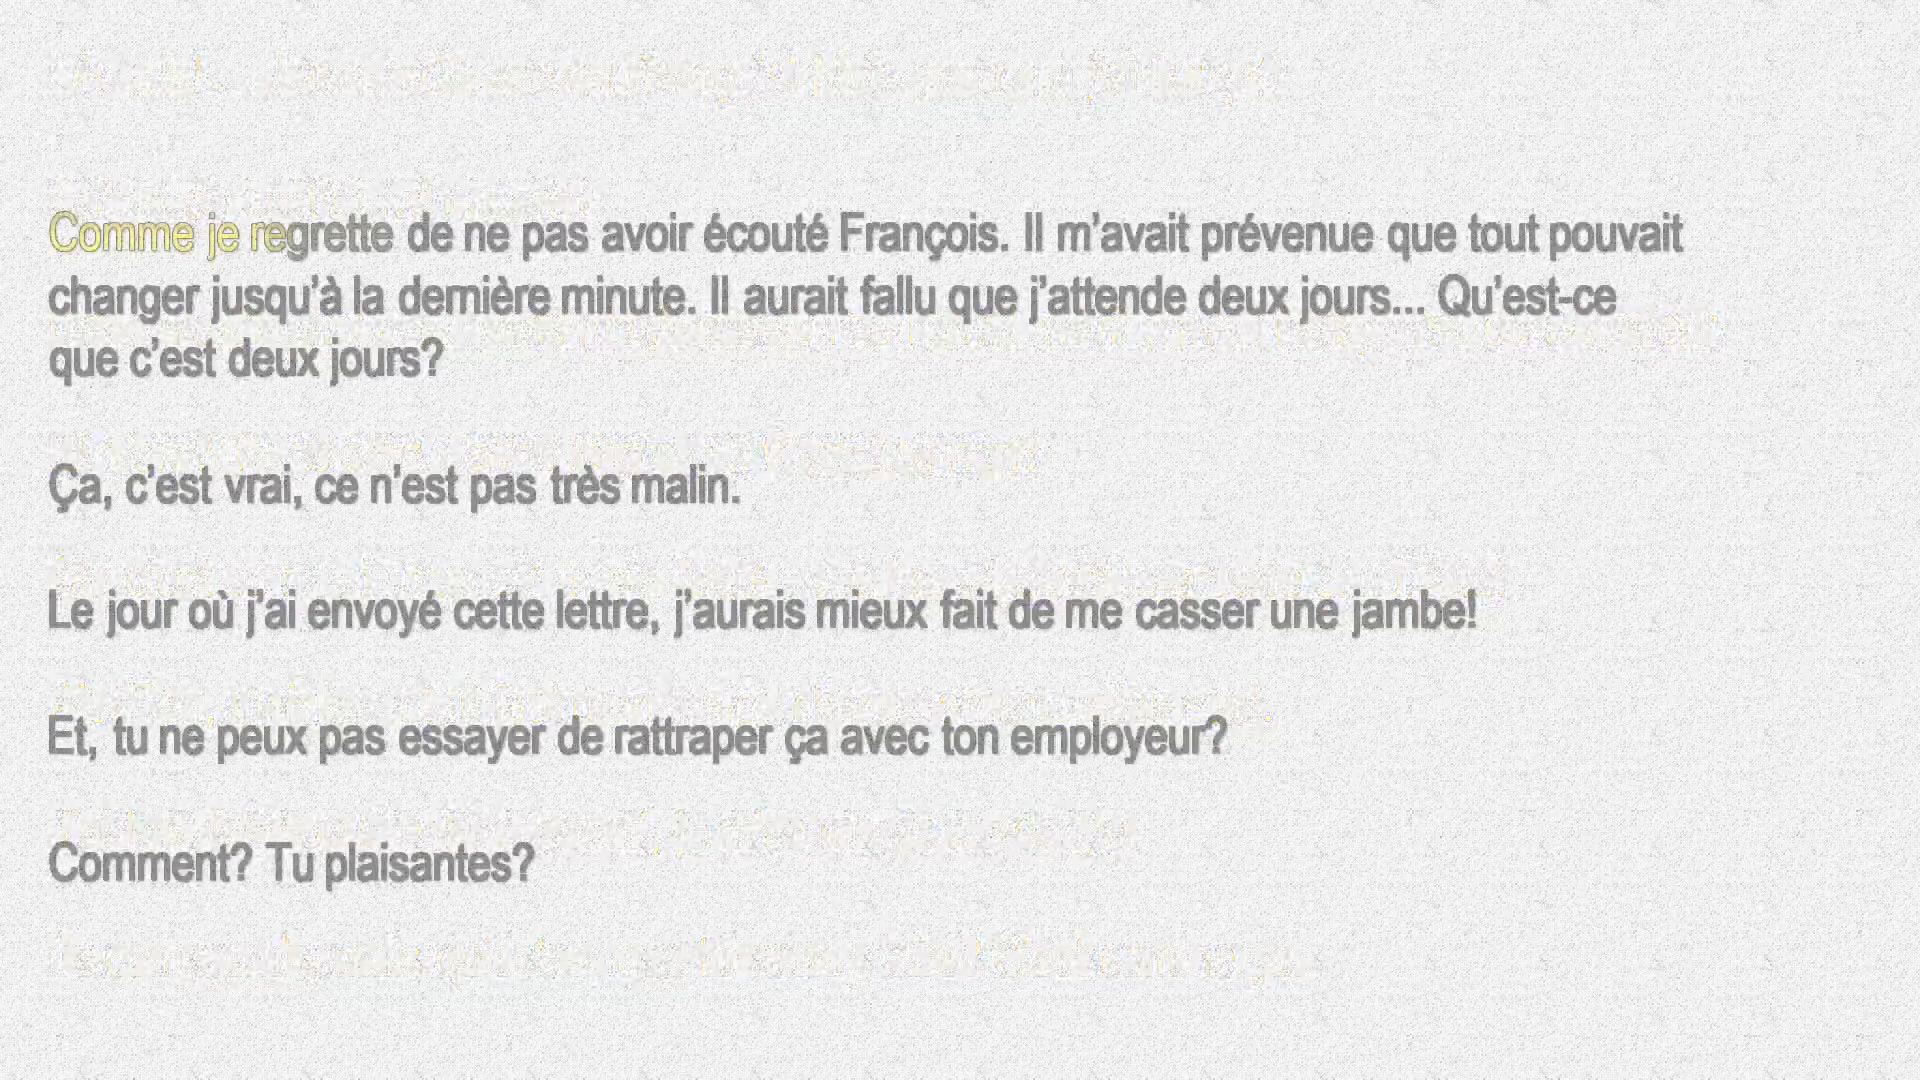 Comme je regrette de ne pas avoir écouté François. Il m’avait prévenue que tout pouvait
changer jusqu’à la dernière minute. Il aurait fallu que j’attende deux jours... Qu’est-ce
que c’est deux jours?
Ça, c’est vrai, ce n’est pas très malin.
Le jour où j’ai envoyé cette lettre, j’aurais mieux fait de me casser une jambe!
Et, tu ne peux pas essayer de rattraper ça avec ton employeur?
Comment? Tu plaisantes?